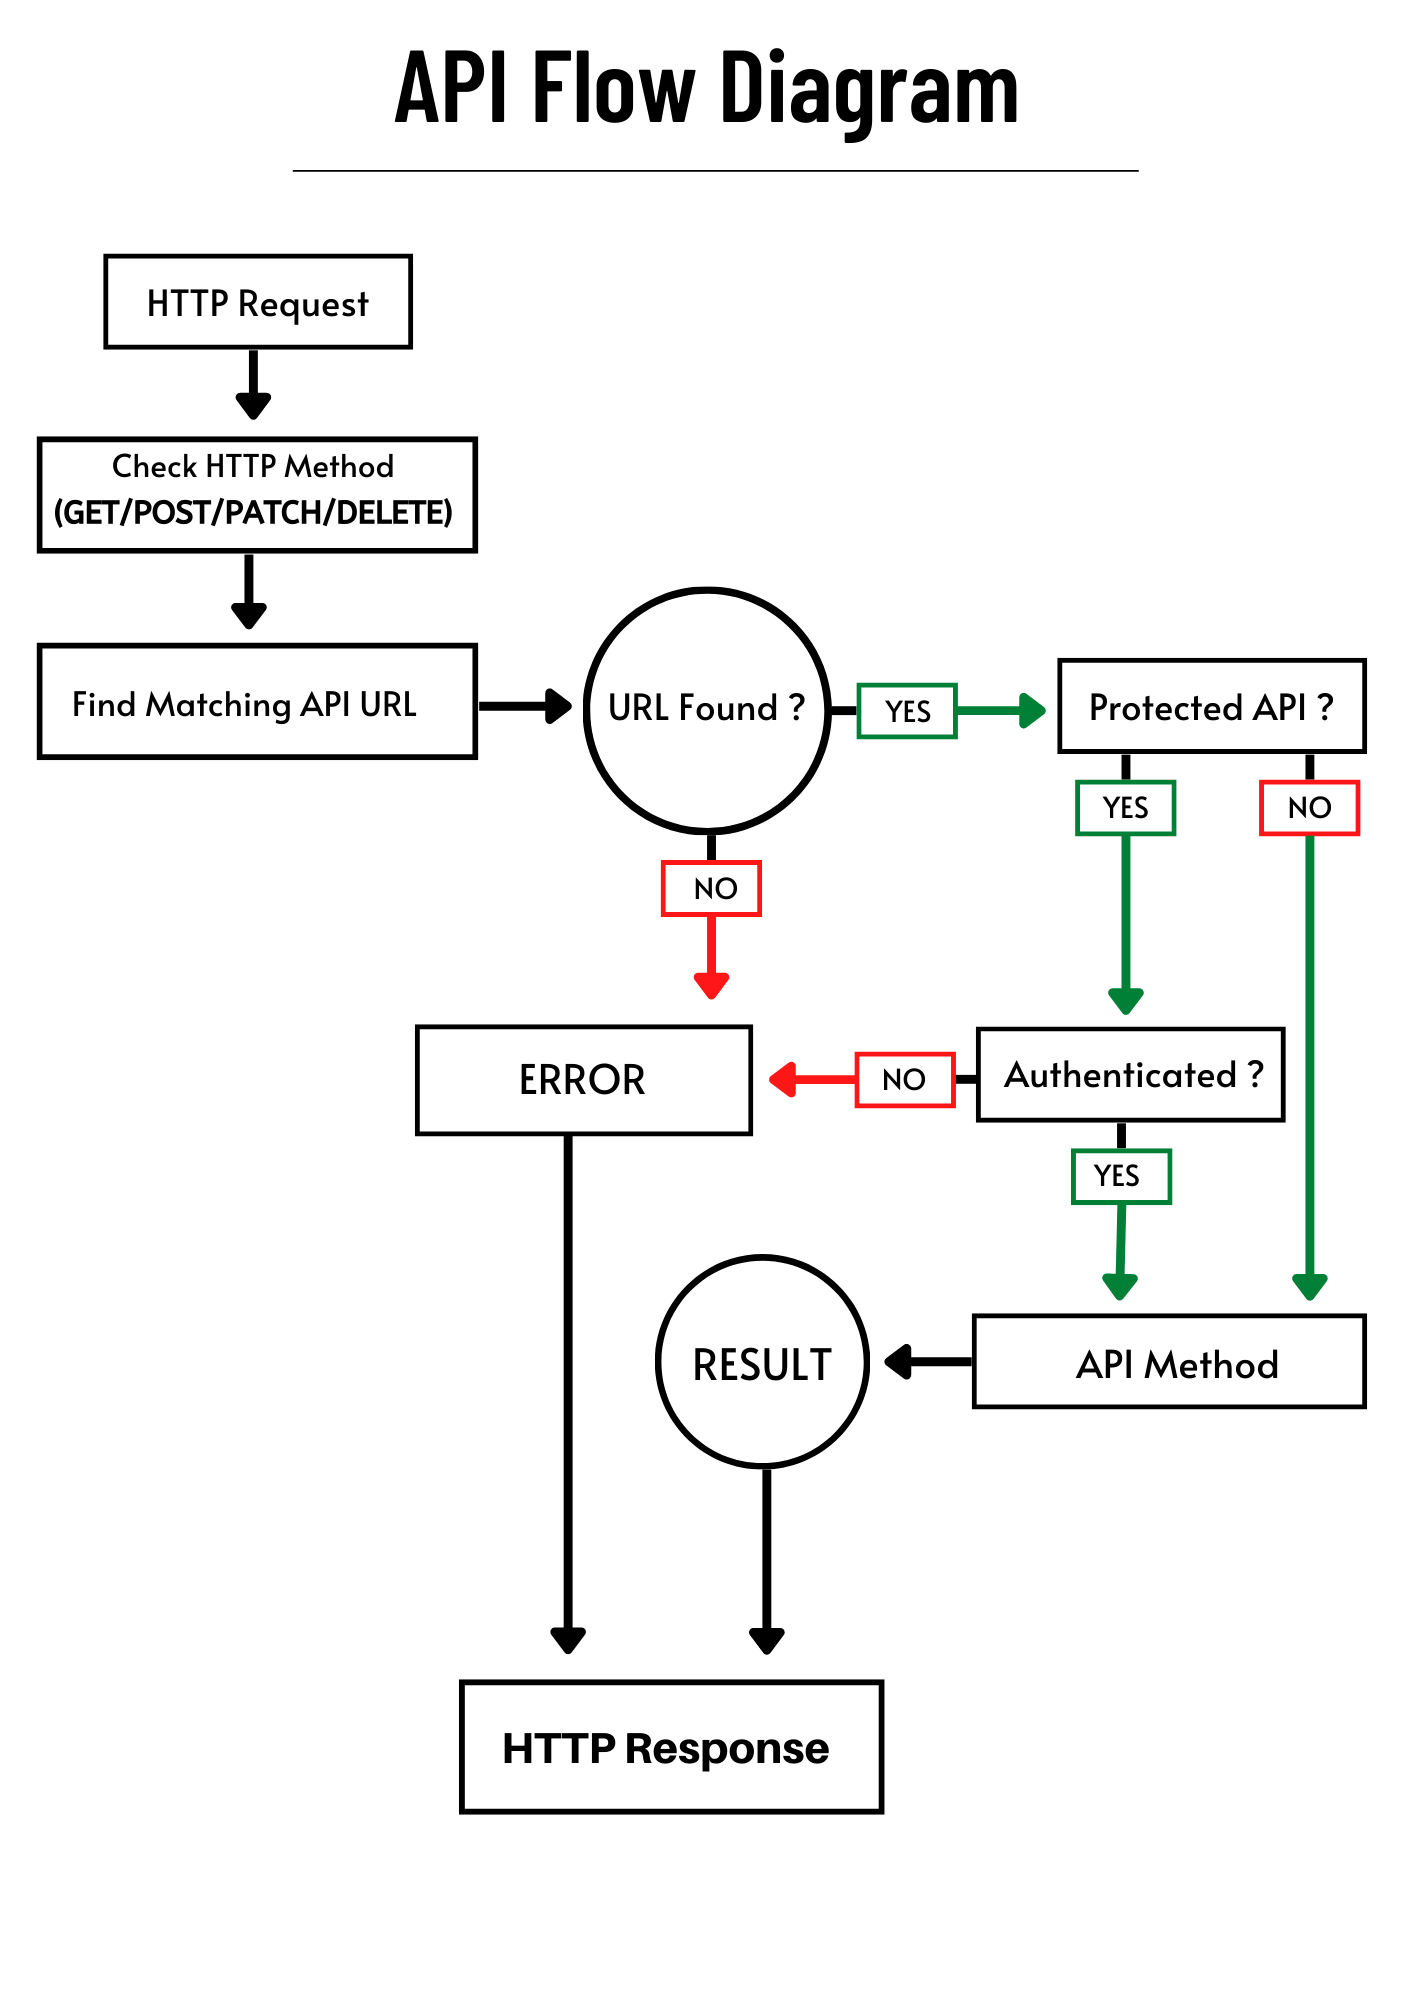 API Flow Diagram
HTTP Request
Check HTTP Method
(GET/POST/PATCH/DELETE)
Find Matching API URL
URL Found ?
YES
Protected API ?
YES
NO
NO
ERROR
NO
Authenticated ?
YES
RESULT
API Method
HTTP Response